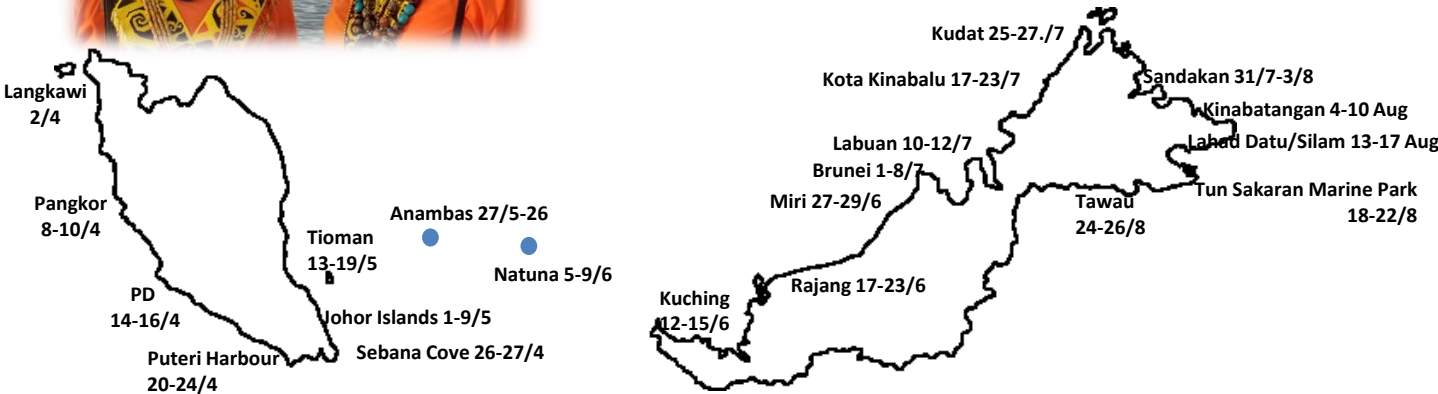 Langkawi
2/4
Pangkor
8-10/4
PD
14-16/4
Puteri Harbour
20-24/4
Sebana Cove 26-27/4
Johor Islands 1-9/5
Tioman
13-19/5
Anambas 27/5-26
Natuna 5-9/6
Kuching
12-15/6
Rajang 17-23/6
Miri 27-29/6
Brunei 1-8/7
Labuan 10-12/7
Kota Kinabalu 17-23/7
Kudat 25-27./7
Sandakan 31/7-3/8
Kinabatangan 4-10 Aug
Lahad Datu/Silam 13-17 Aug
Tun Sakaran Marine Park
18-22/8
Tawau
24-26/8